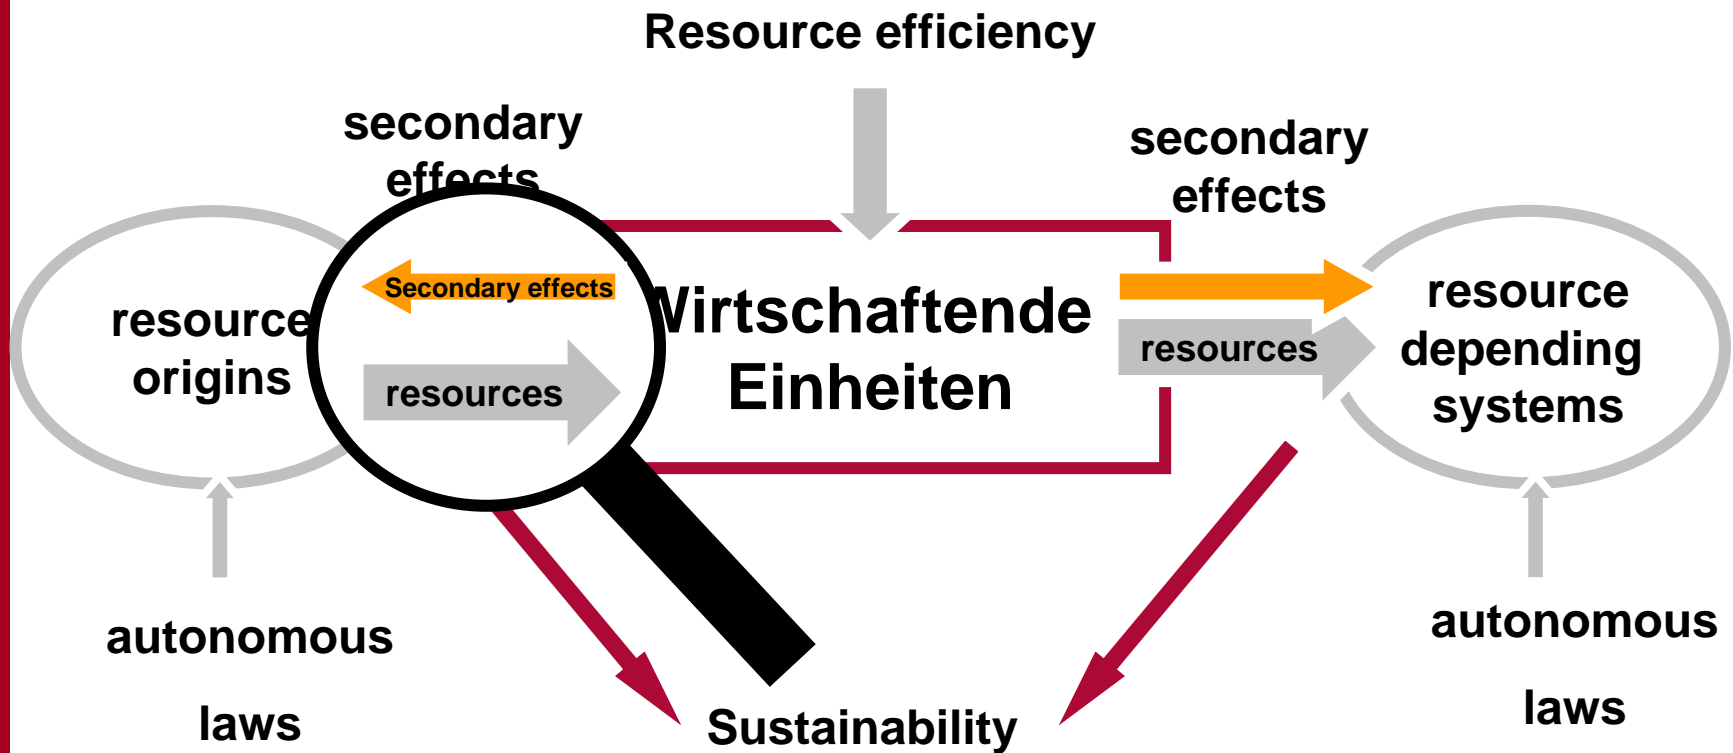 Resource efficiency
secondary
effects
secondary
effects
Secondary effects
resources
resource
origins
Wirtschaftende
Einheiten
resources
resource
depending
systems
autonomous
laws
Sustainability
autonomous
laws